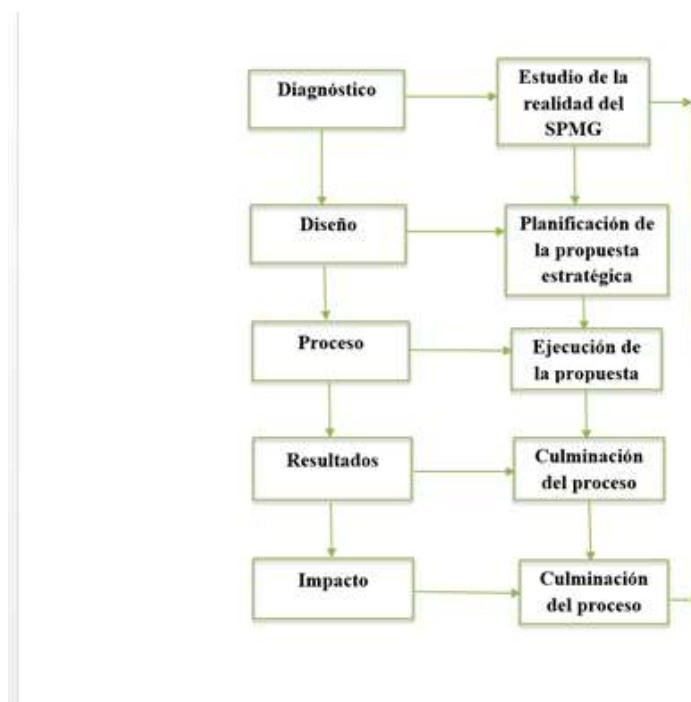 Diagnóstico
Estudio de la
realidad del
SPMG
Diseño
Planificación de
la propuesta
estratégica
Proceso
Ejecución de
la propuesta
Resultados
Culminación
del proceso
Impacto
Culminación
del proceso